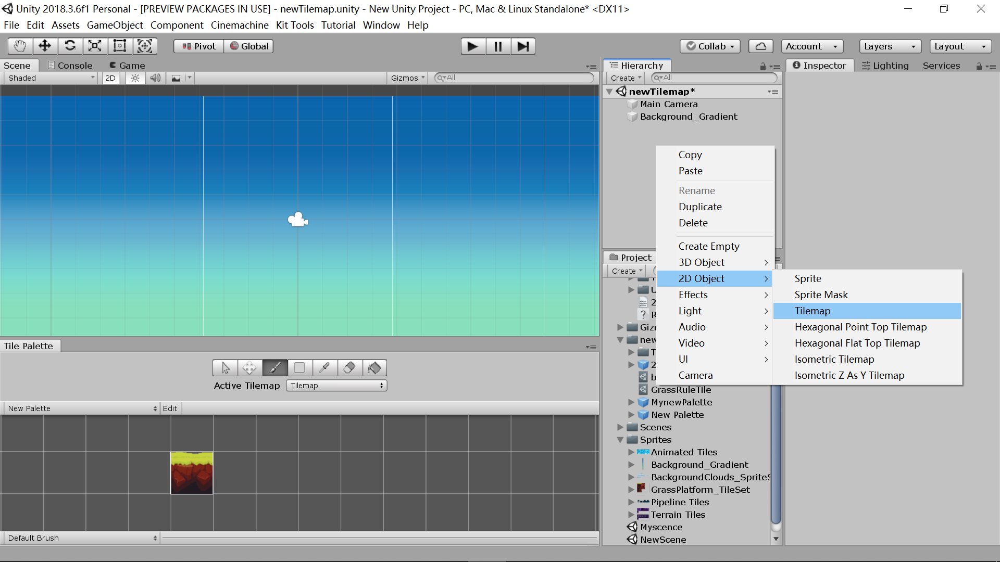 Unity 2018.3.6f1 Personal - [PREVIEW PACKAGES IN USE] - newTilemap.unity - New Unity Project - PC, Mac & Linux Standalone* <DX11>
File Edit Assets GameObject Component Cinemachine Kit Tools Tutorial Window Help
Pivot Global Collab Account Layers Layout
Scene Console Game
Shaded 2D Gizmos All
Hierarchy
Create All
newTilemap*
Main Camera
Background_Gradient
Inspector Lighting Services
Copy
Paste
Rename
Duplicate
Delete
Create Empty
3D Object
2D Object
Effects
Light
Audio
Video
UI
Camera
Sprite
Sprite Mask
Tilemap
Hexagonal Point Top Tilemap
Hexagonal Flat Top Tilemap
Isometric Tilemap
Isometric Z As Y Tilemap
Project
Create
U
2
R
Giz
new
T
2
b
GrassRuleTile
MynewPalette
New Palette
Scenes
Sprites
Animated Tiles
Background_Gradient
BackgroundClouds_SpriteS
GrassPlatform_TileSet
Pipeline Tiles
Terrain Tiles
Myscence
NewScene
Tile Palette
Active Tilemap Tilemap
New Palette Edit
Default Brush